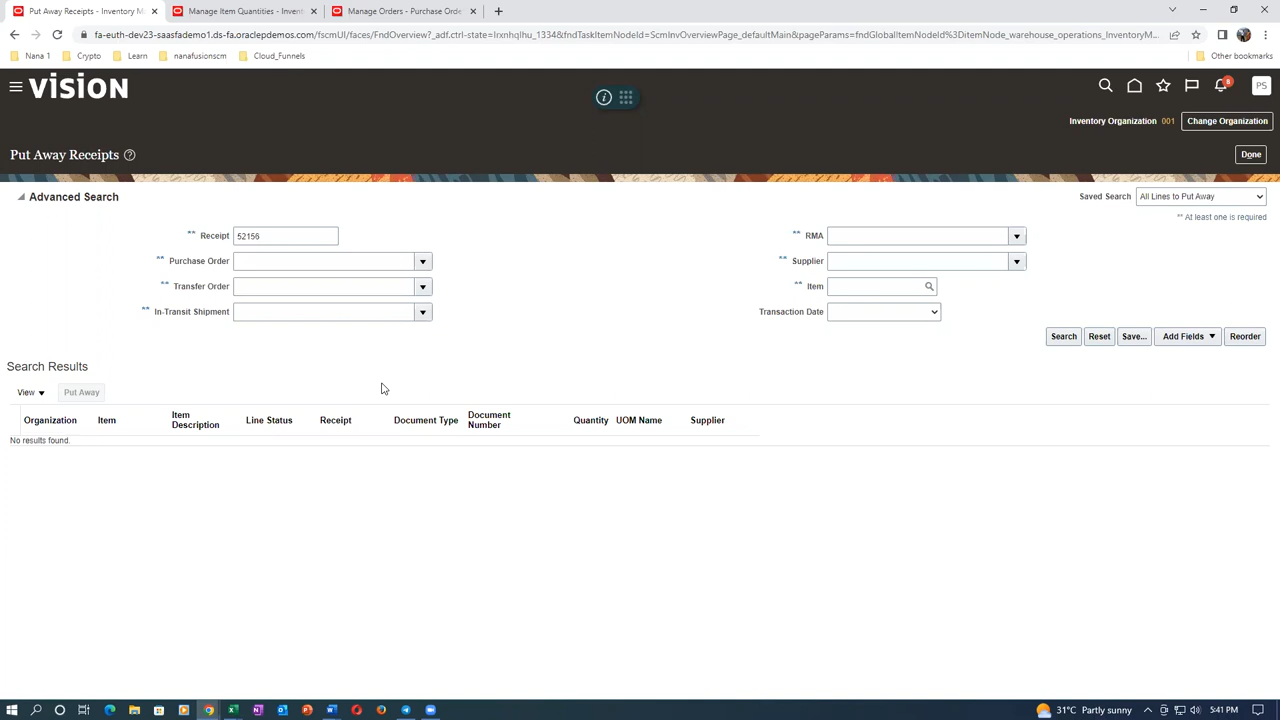 Put Away Receipts - Inventory M
Manage Item Quantities - Invent
Manage Orders - Purchase Orde
fa-euth-dev23-saasfademo1.ds-fa.oraclepdemos.com/fscmUI/faces/FndOverview?_adf.ctrl-state=lrxnhqlhu_1334&fndTaskItemNodeId=ScmInvOverviewPage_defaultMain&pageParams=fndGlobalItemNodeId%3DitemNode_warehouse_operations_InventoryM...
Nana 1
Crypto
Learn
nanafusionscm
Cloud_Funnels
Other bookmarks
VISION
8
PS
Inventory Organization 001
Change Organization
Put Away Receipts
Done
Advanced Search
Saved Search All Lines to Put Away
** At least one is required
** Receipt 52156
** RMA
** Purchase Order
** Supplier
** Transfer Order
** Item
** In-Transit Shipment
Transaction Date
Search Reset Save... Add Fields Reorder
Search Results
View Put Away
Organization Item Item Description Line Status Receipt Document Type Document Number Quantity UOM Name Supplier
No results found.
31°C Partly sunny
5:41 PM